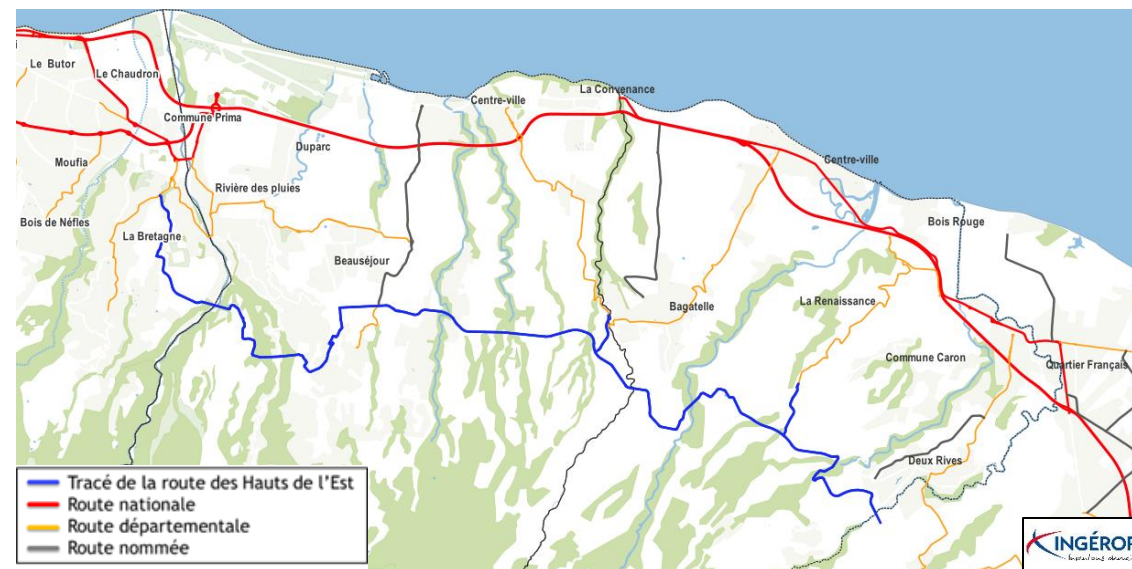 Le Butor
Le Chaudron
Commune Prima
Centre-ville
La Convenance
Moufia
Duparc
Centre-ville
Rivière des pluies
Bois de Nèfles
Bois Rouge
La Bretagne
Beauséjour
Bagatelle
La Renaissance
Commune Caron
Quartier Français
Deux Rives
Tracé de la route des Hauts de l'Est
Route nationale
Route départementale
Route nommée